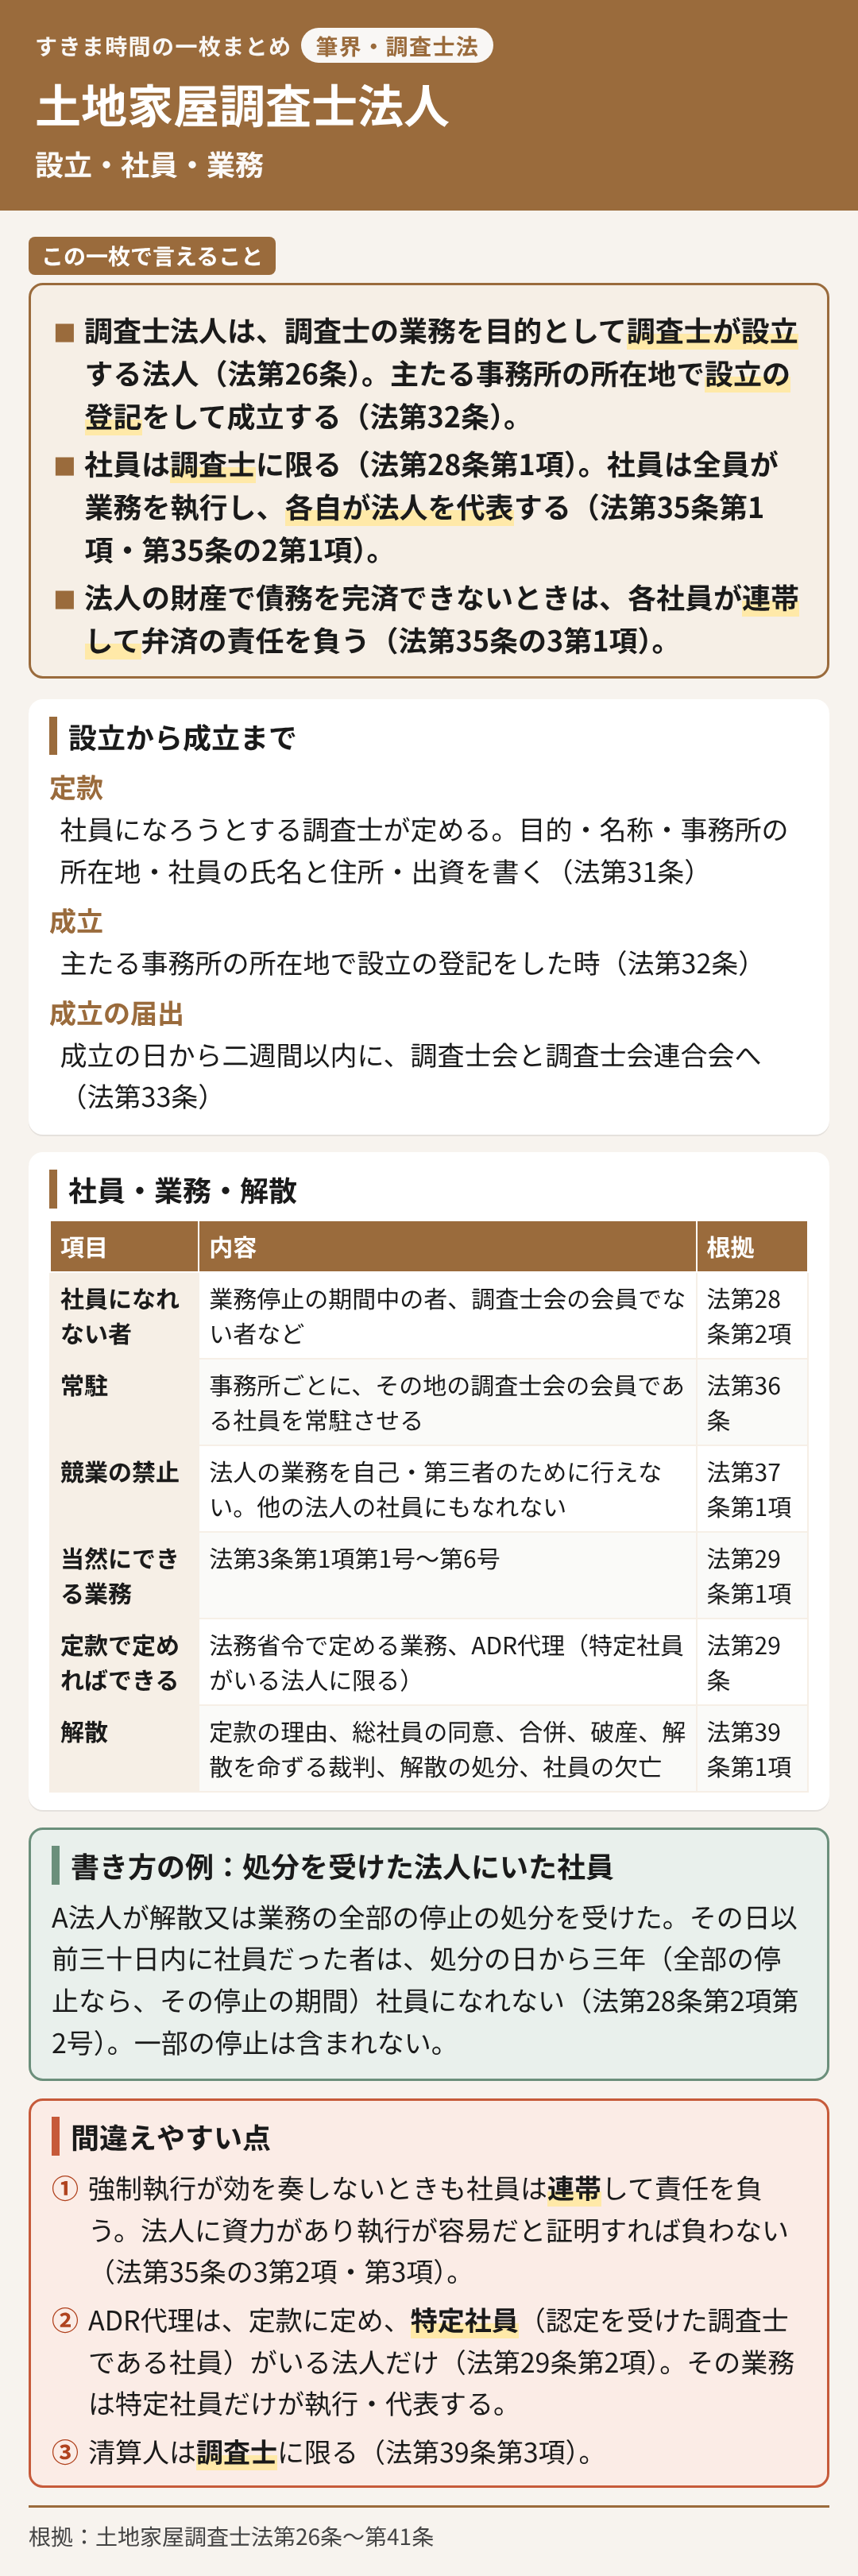 すきま時間の一枚まとめ 筆界・調査士法
土地家屋調査士法人
設立・社員・業務
この一枚で言えること
■ 調査士法人は、調査士の業務を目的として調査士が設立
する法人（法第26条）。主たる事務所の所在地で設立の
登記をして成立する（法第32条）。
■ 社員は調査士に限る（法第28条第1項）。社員は全員が
業務を執行し、各自が法人を代表する（法第35条第1
項・第35条の2第1項）。
■ 法人の財産で債務を完済できないときは、各社員が連帯
して弁済の責任を負う（法第35条の3第1項）。
設立から成立まで
定款
社員になろうとする調査士が定める。目的・名称・事務所の
所在地・社員の氏名と住所・出資を書く（法第31条）
成立
主たる事務所の所在地で設立の登記をした時（法第32条）
成立の届出
成立の日から二週間以内に、調査士会と調査士会連合会へ
（法第33条）
社員・業務・解散
項目 内容 根拠
社員になれ 業務停止の期間中の者、調査士会の会員でな 法第28
ない者 い者など 条第2項
常駐 事務所ごとに、その地の調査士会の会員であ 法第36
る社員を常駐させる 条
競業の禁止 法人の業務を自己・第三者のために行えな 法第37
い。他の法人の社員にもなれない 条第1項
当然にでき 法第3条第1項第1号〜第6号 法第29
る業務 条第1項
定款で定め 法務省令で定める業務、ADR代理（特定社員 法第29
ればできる がいる法人に限る） 条
解散 定款の理由、総社員の同意、合併、破産、解 法第39
散を命ずる裁判、解散の処分、社員の欠亡 条第1項
書き方の例：処分を受けた法人にいた社員
A法人が解散又は業務の全部の停止の処分を受けた。その日以
前三十日内に社員だった者は、処分の日から三年（全部の停
止なら、その停止の期間）社員になれない（法第28条第2項第
2号）。一部の停止は含まれない。
間違えやすい点
① 強制執行が効を奏しないときも社員は連帯して責任を負
う。法人に資力があり執行が容易だと証明すれば負わない
（法第35条の3第2項・第3項）。
② ADR代理は、定款に定め、特定社員（認定を受けた調査士
である社員）がいる法人だけ（法第29条第2項）。その業務
は特定社員だけが執行・代表する。
③ 清算人は調査士に限る（法第39条第3項）。
根拠：土地家屋調査士法第26条〜第41条